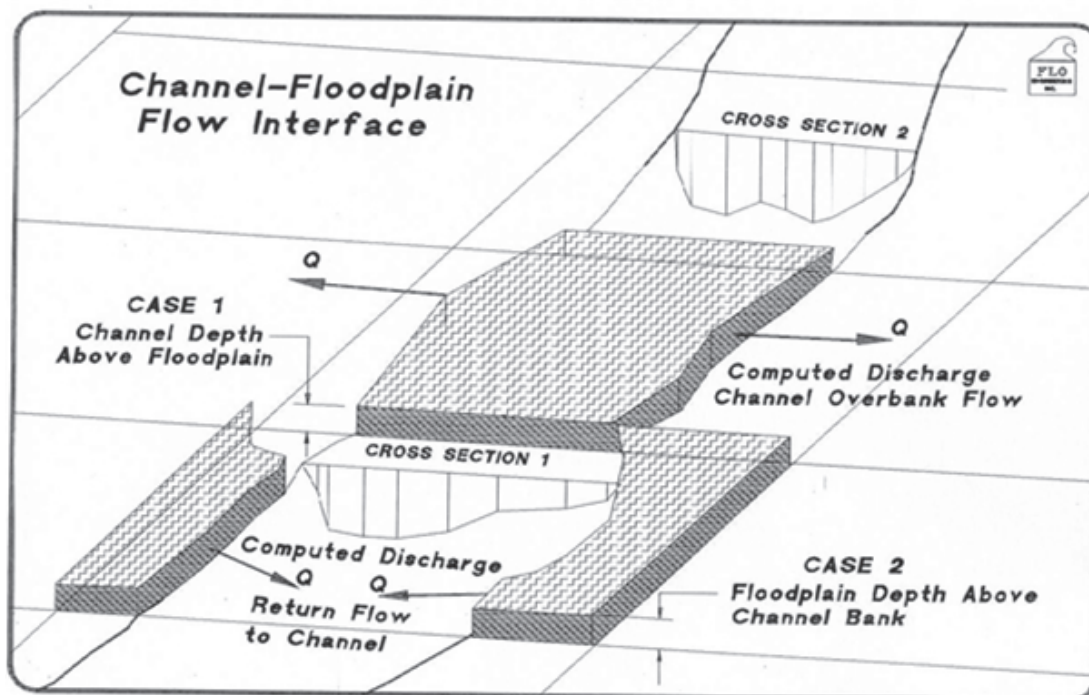 Channel-Floodplain
Flow Interface
FLO
CROSS SECTION 2
Q
CASE 1
Channel Depth
Above Floodplain
Q
Computed Discharge
Channel Overbank Flow
CROSS SECTION 1
Computed Discharge
Q
Q
Return Flow
to Channel
CASE 2
Floodplain Depth Above
Channel Bank